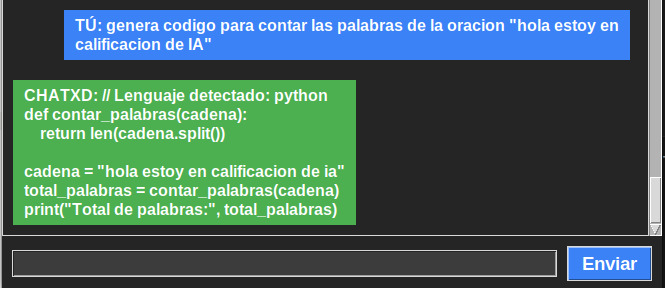 TÚ: genera codigo para contar las palabras de la oracion "hola estoy en
calificacion de IA"
CHATXD: // Lenguaje detectado: python
def contar_palabras(cadena):
    return len(cadena.split())

cadena = "hola estoy en calificacion de ia"
total_palabras = contar_palabras(cadena)
print("Total de palabras:", total_palabras)
Enviar